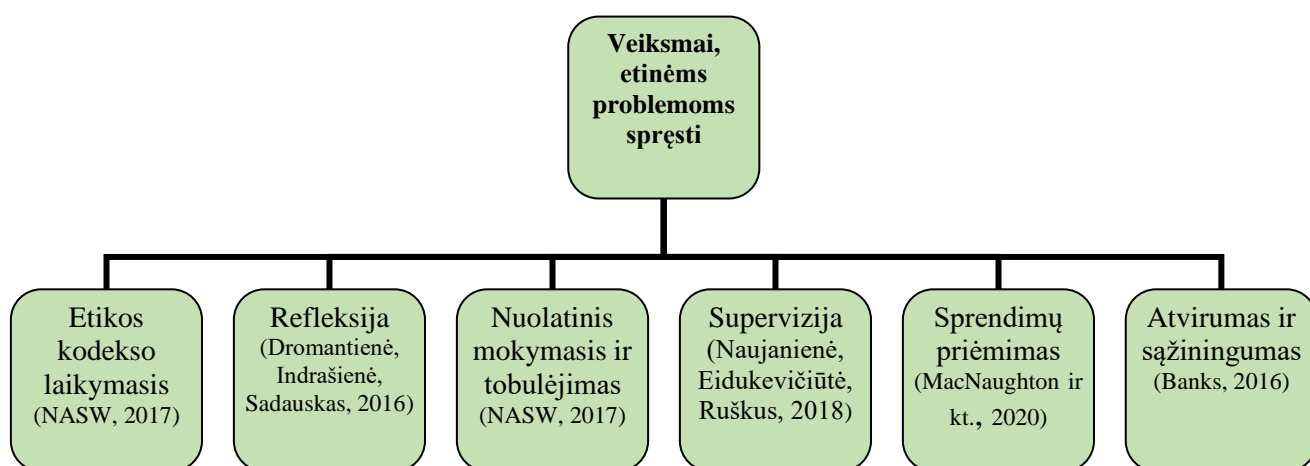 Veiksmai,
etinėms
problemoms
spręsti
Etikos
kodekso
laikymasis
(NASW, 2017)
Refleksija
(Dromantienė,
Indrašienė,
Sadauskas, 2016)
Nuolatinis
mokymasis ir
tobulėjimas
(NASW, 2017)
Supervizija
(Naujanienė,
Eidukevičiūtė,
Ruškus, 2018)
Sprendimų
priėmimas
(MacNaughton ir
kt., 2020)
Atvirumas ir
sąžiningumas
(Banks, 2016)